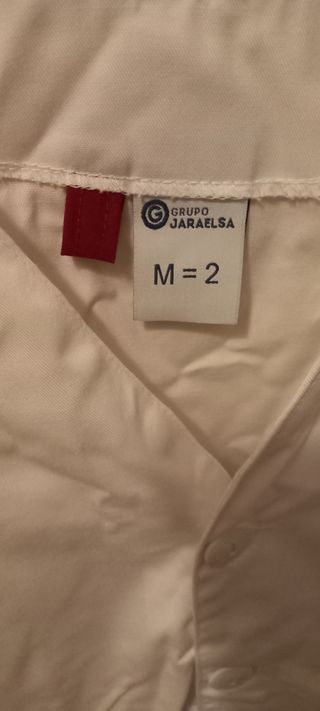 G GRUPO
JARAELSA
M = 2